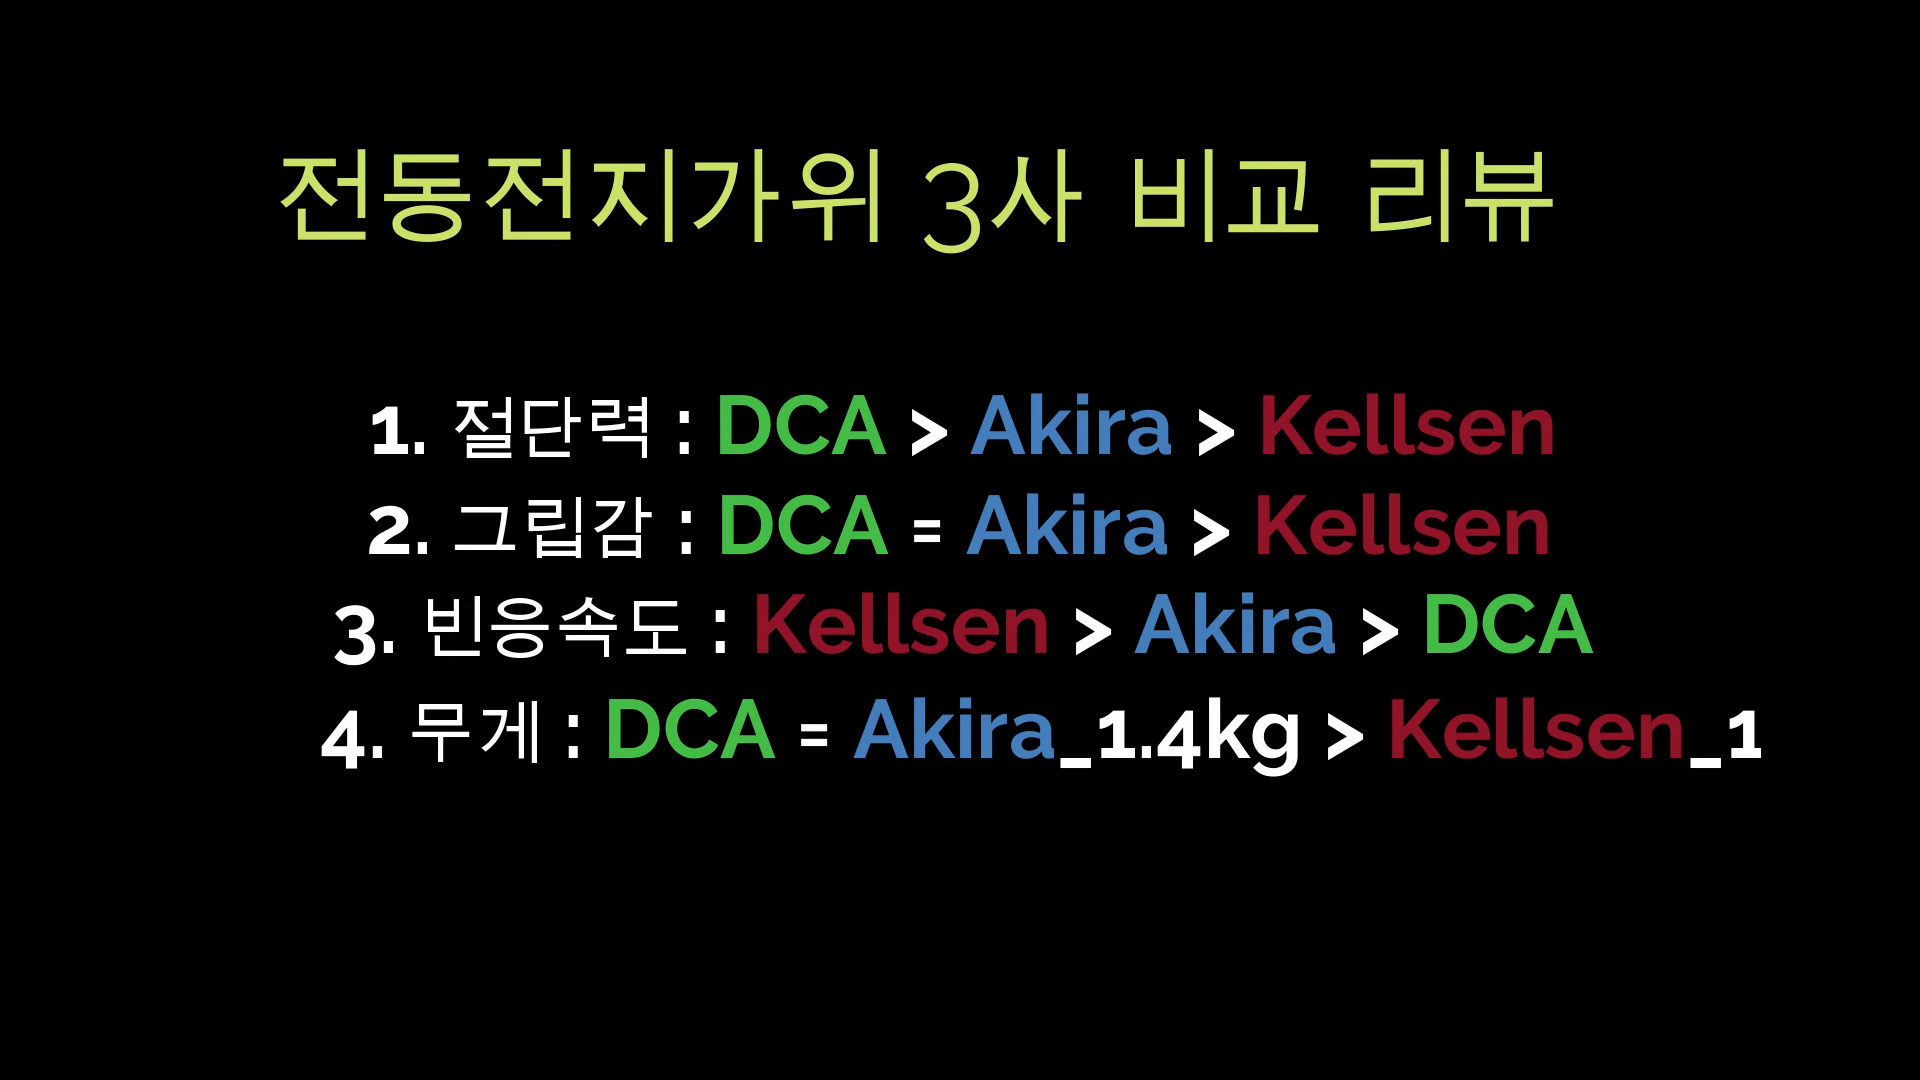 전동전지가위 3사 비교 리뷰
1. 절단력 : DCA > Akira > Kellsen
2. 그립감 : DCA = Akira > Kellsen
3. 빈응속도 : Kellsen > Akira > DCA
4. 무게 : DCA = Akira_1.4kg > Kellsen_1